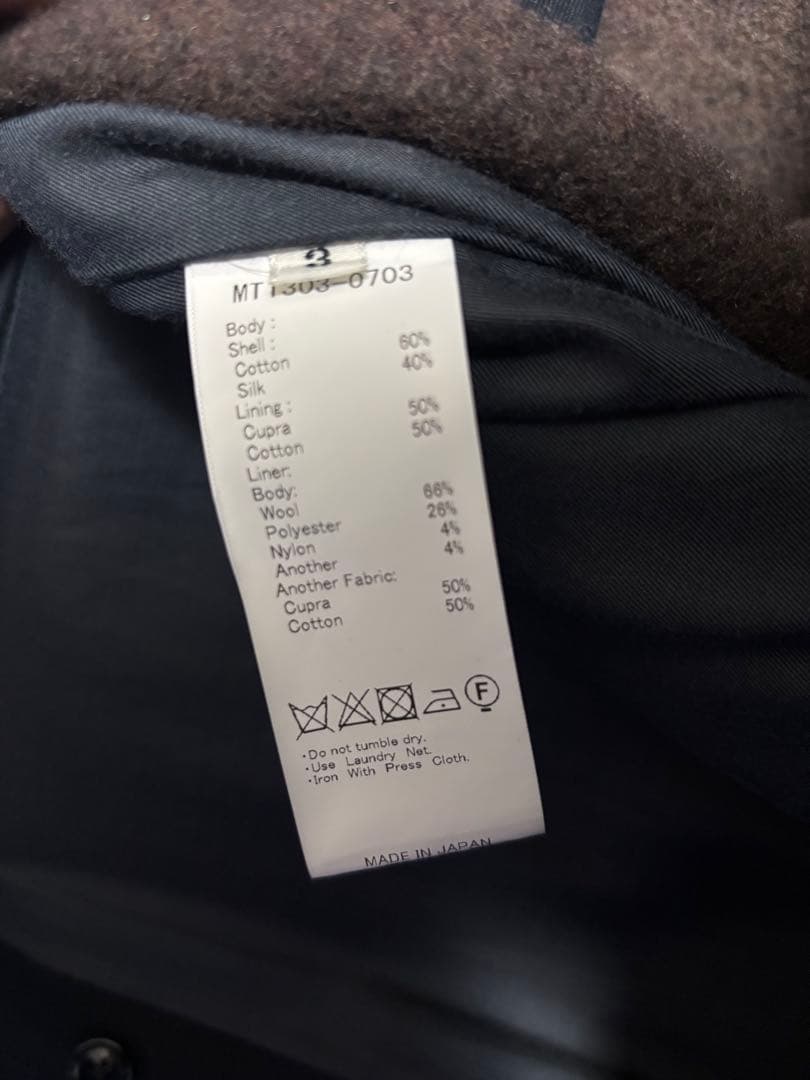 3
MT1303-0703
Body:
Shell: 60%
Cotton 40%
Silk
Lining: 50%
Cupra 50%
Cotton
Liner:
Body: 66%
Wool 26%
Polyester 4%
Nylon 4%
Another
Another Fabric: 50%
Cupra 50%
Cotton
F
·Do not tumble dry.
·Use Laundry Net.
·Iron With Press Cloth.
MADE IN JAPAN